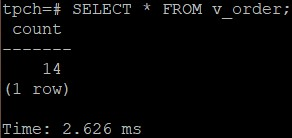 tpch=# SELECT * FROM v_order;
 count
-------
    14
(1 row)

Time: 2.626 ms